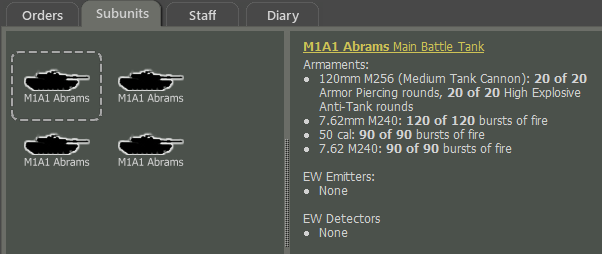 Orders
Subunits
Staff
Diary
M1A1 Abrams
M1A1 Abrams
M1A1 Abrams
M1A1 Abrams
M1A1 Abrams Main Battle Tank
Armaments:
120mm M256 (Medium Tank Cannon): 20 of 20
Armor Piercing rounds, 20 of 20 High Explosive
Anti-Tank rounds
7.62mm M240: 120 of 120 bursts of fire
50 cal: 90 of 90 bursts of fire
7.62 M240: 90 of 90 bursts of fire
EW Emitters:
None
EW Detectors
None